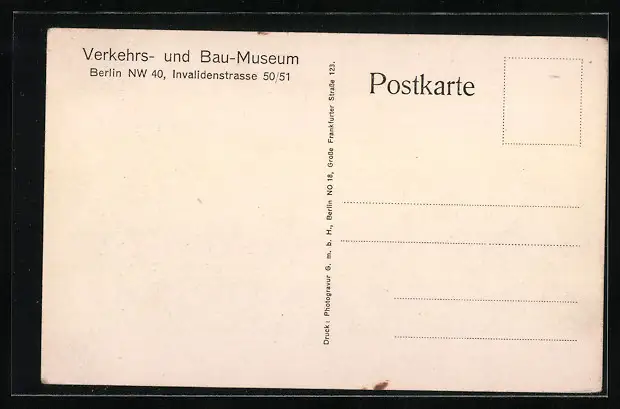 Verkehrs- und Bau-Museum
Berlin NW 40, Invalidenstrasse 50/51
Druck: Photogravur G. m. b. H., Berlin NO 18, Große Frankfurter Straße 123.
Postkarte